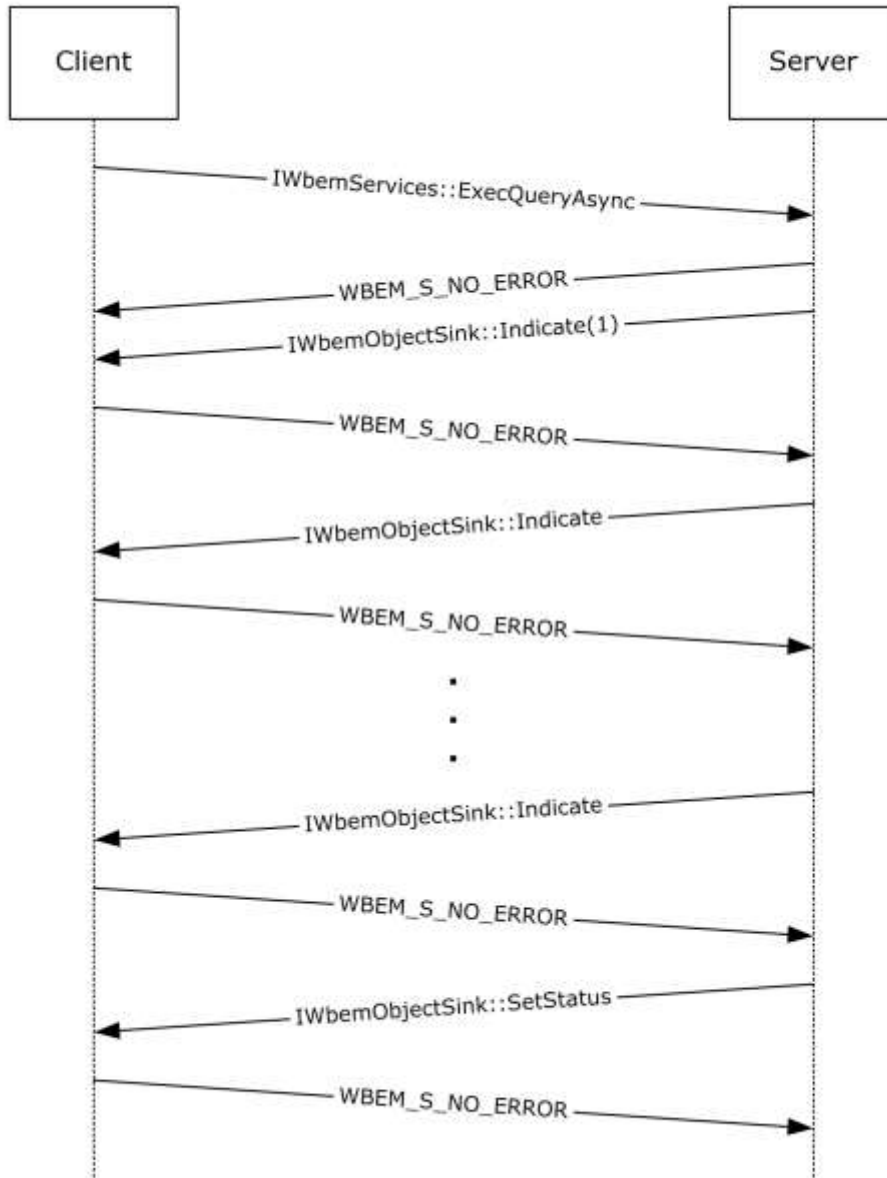 Client
Server
IWbemServices::ExecQueryAsync
WBEM_S_NO_ERROR
IWbemObjectSink::Indicate(1)
WBEM_S_NO_ERROR
IWbemObjectSink::Indicate
WBEM_S_NO_ERROR
IWbemObjectSink::Indicate
WBEM_S_NO_ERROR
IWbemObjectSink::SetStatus
WBEM_S_NO_ERROR